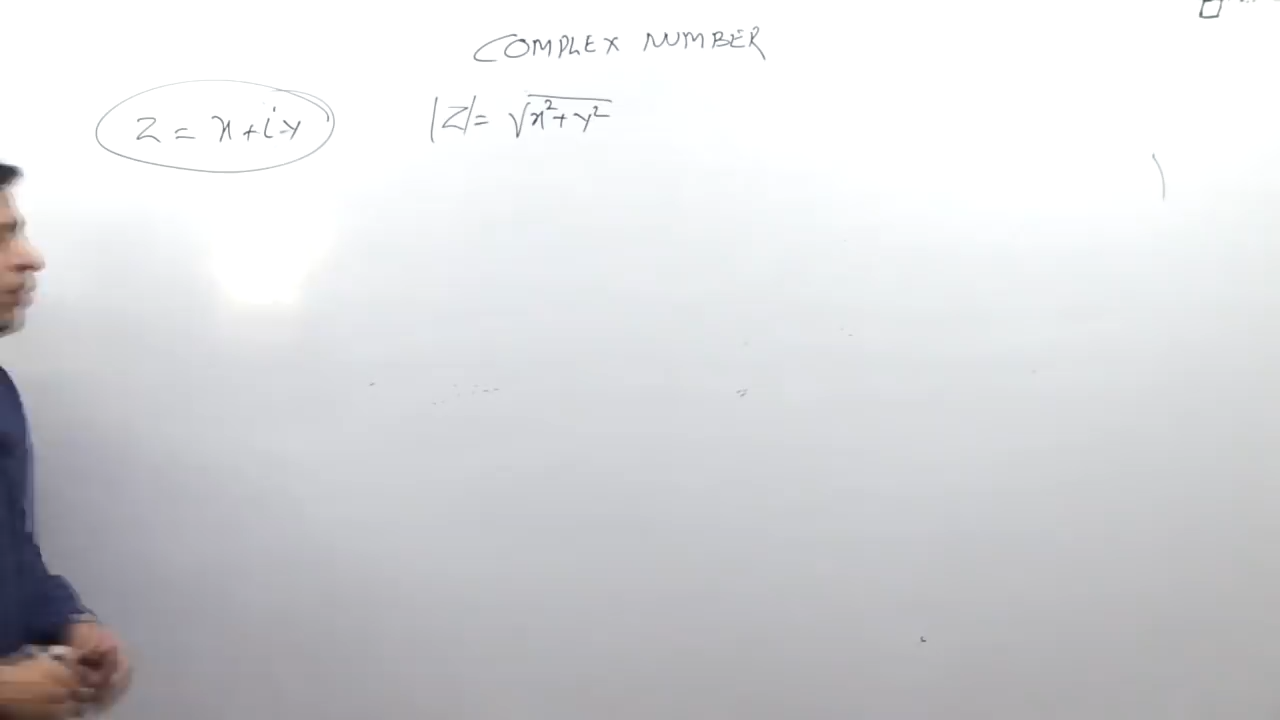 COMPLEX NUMBER
Z = x + iy |Z| = √x²+y²